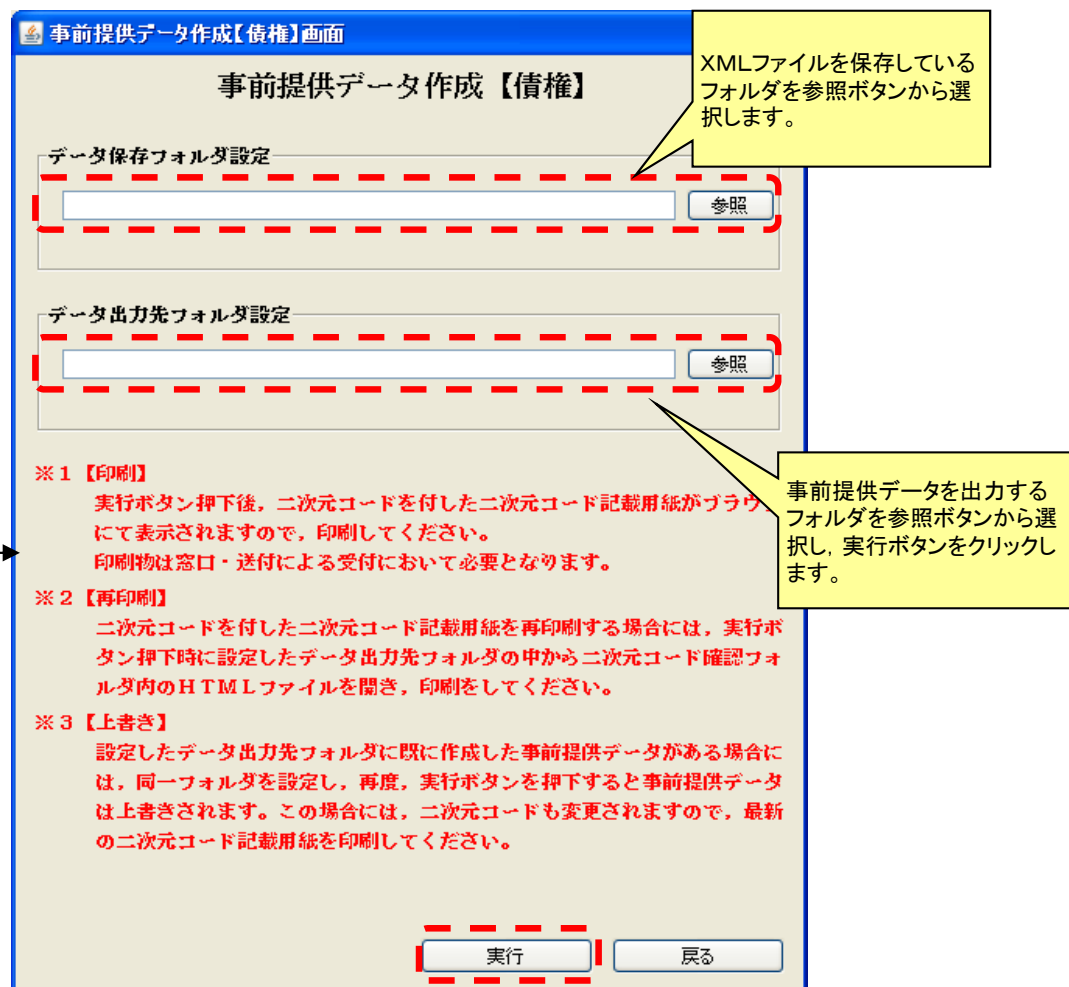 事前提供データ作成【債権】画面
事前提供データ作成【債権】
XMLファイルを保存している
フォルダを参照ボタンから選
択します。
データ保存フォルダ設定
参照
データ出力先フォルダ設定
参照
事前提供データを出力する
フォルダを参照ボタンから選
択し，実行ボタンをクリックし
ます。
※１【印刷】
実行ボタン押下後，二次元コードを付した二次元コード記載用紙がブラウ
にて表示されますので，印刷してください。
印刷物は窓口・送付による受付において必要となります。
※２【再印刷】
二次元コードを付した二次元コード記載用紙を再印刷する場合には，実行ボ
タン押下時に設定したデータ出力先フォルダの中から二次元コード確認フォ
ルダ内のＨＴＭＬファイルを開き，印刷をしてください。
※３【上書き】
設定したデータ出力先フォルダに既に作成した事前提供データがある場合に
は，同一フォルダを設定し，再度，実行ボタンを押下すると事前提供データ
は上書きされます。この場合には，二次元コードも変更されますので，最新
の二次元コード記載用紙を印刷してください。
実行
戻る